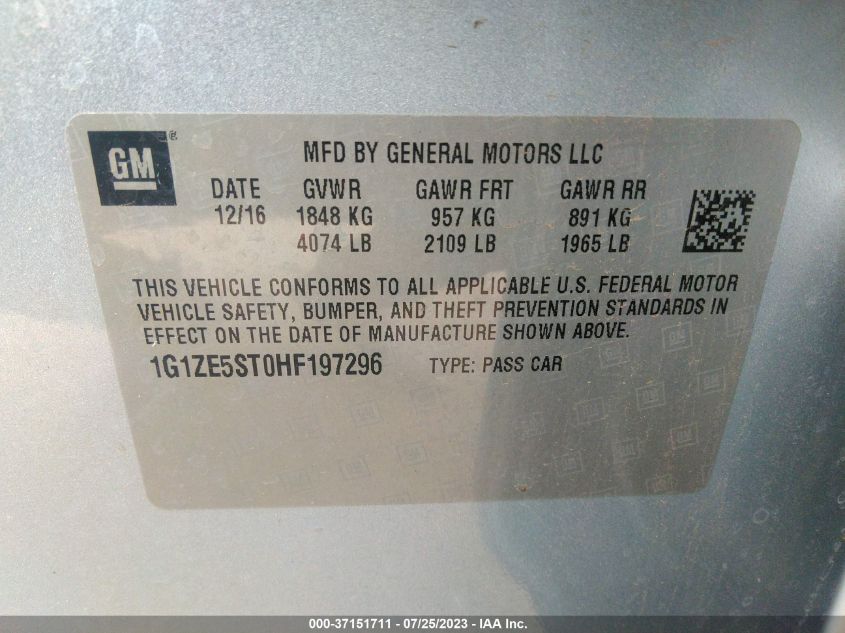 GM ®
MFD BY GENERAL MOTORS LLC
DATE GVWR GAWR FRT GAWR RR
12/16 1848 KG 957 KG 891 KG
4074 LB 2109 LB 1965 LB
THIS VEHICLE CONFORMS TO ALL APPLICABLE U.S. FEDERAL MOTOR
VEHICLE SAFETY, BUMPER, AND THEFT PREVENTION STANDARDS IN
EFFECT ON THE DATE OF MANUFACTURE SHOWN ABOVE.
1G1ZE5ST0HF197296 TYPE: PASS CAR
000-37151711 - 07/25/2023 - IAA Inc.